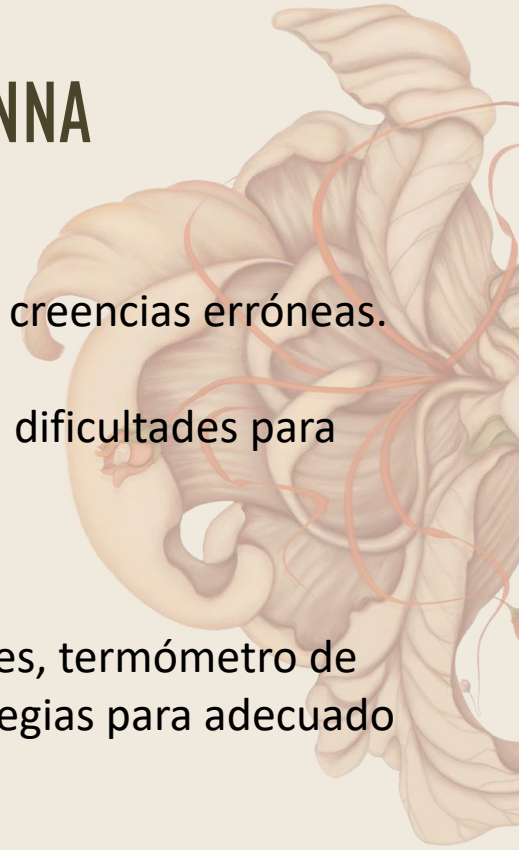 NNA
creencias erróneas.
dificultades para
es, termómetro de
egias para adecuado